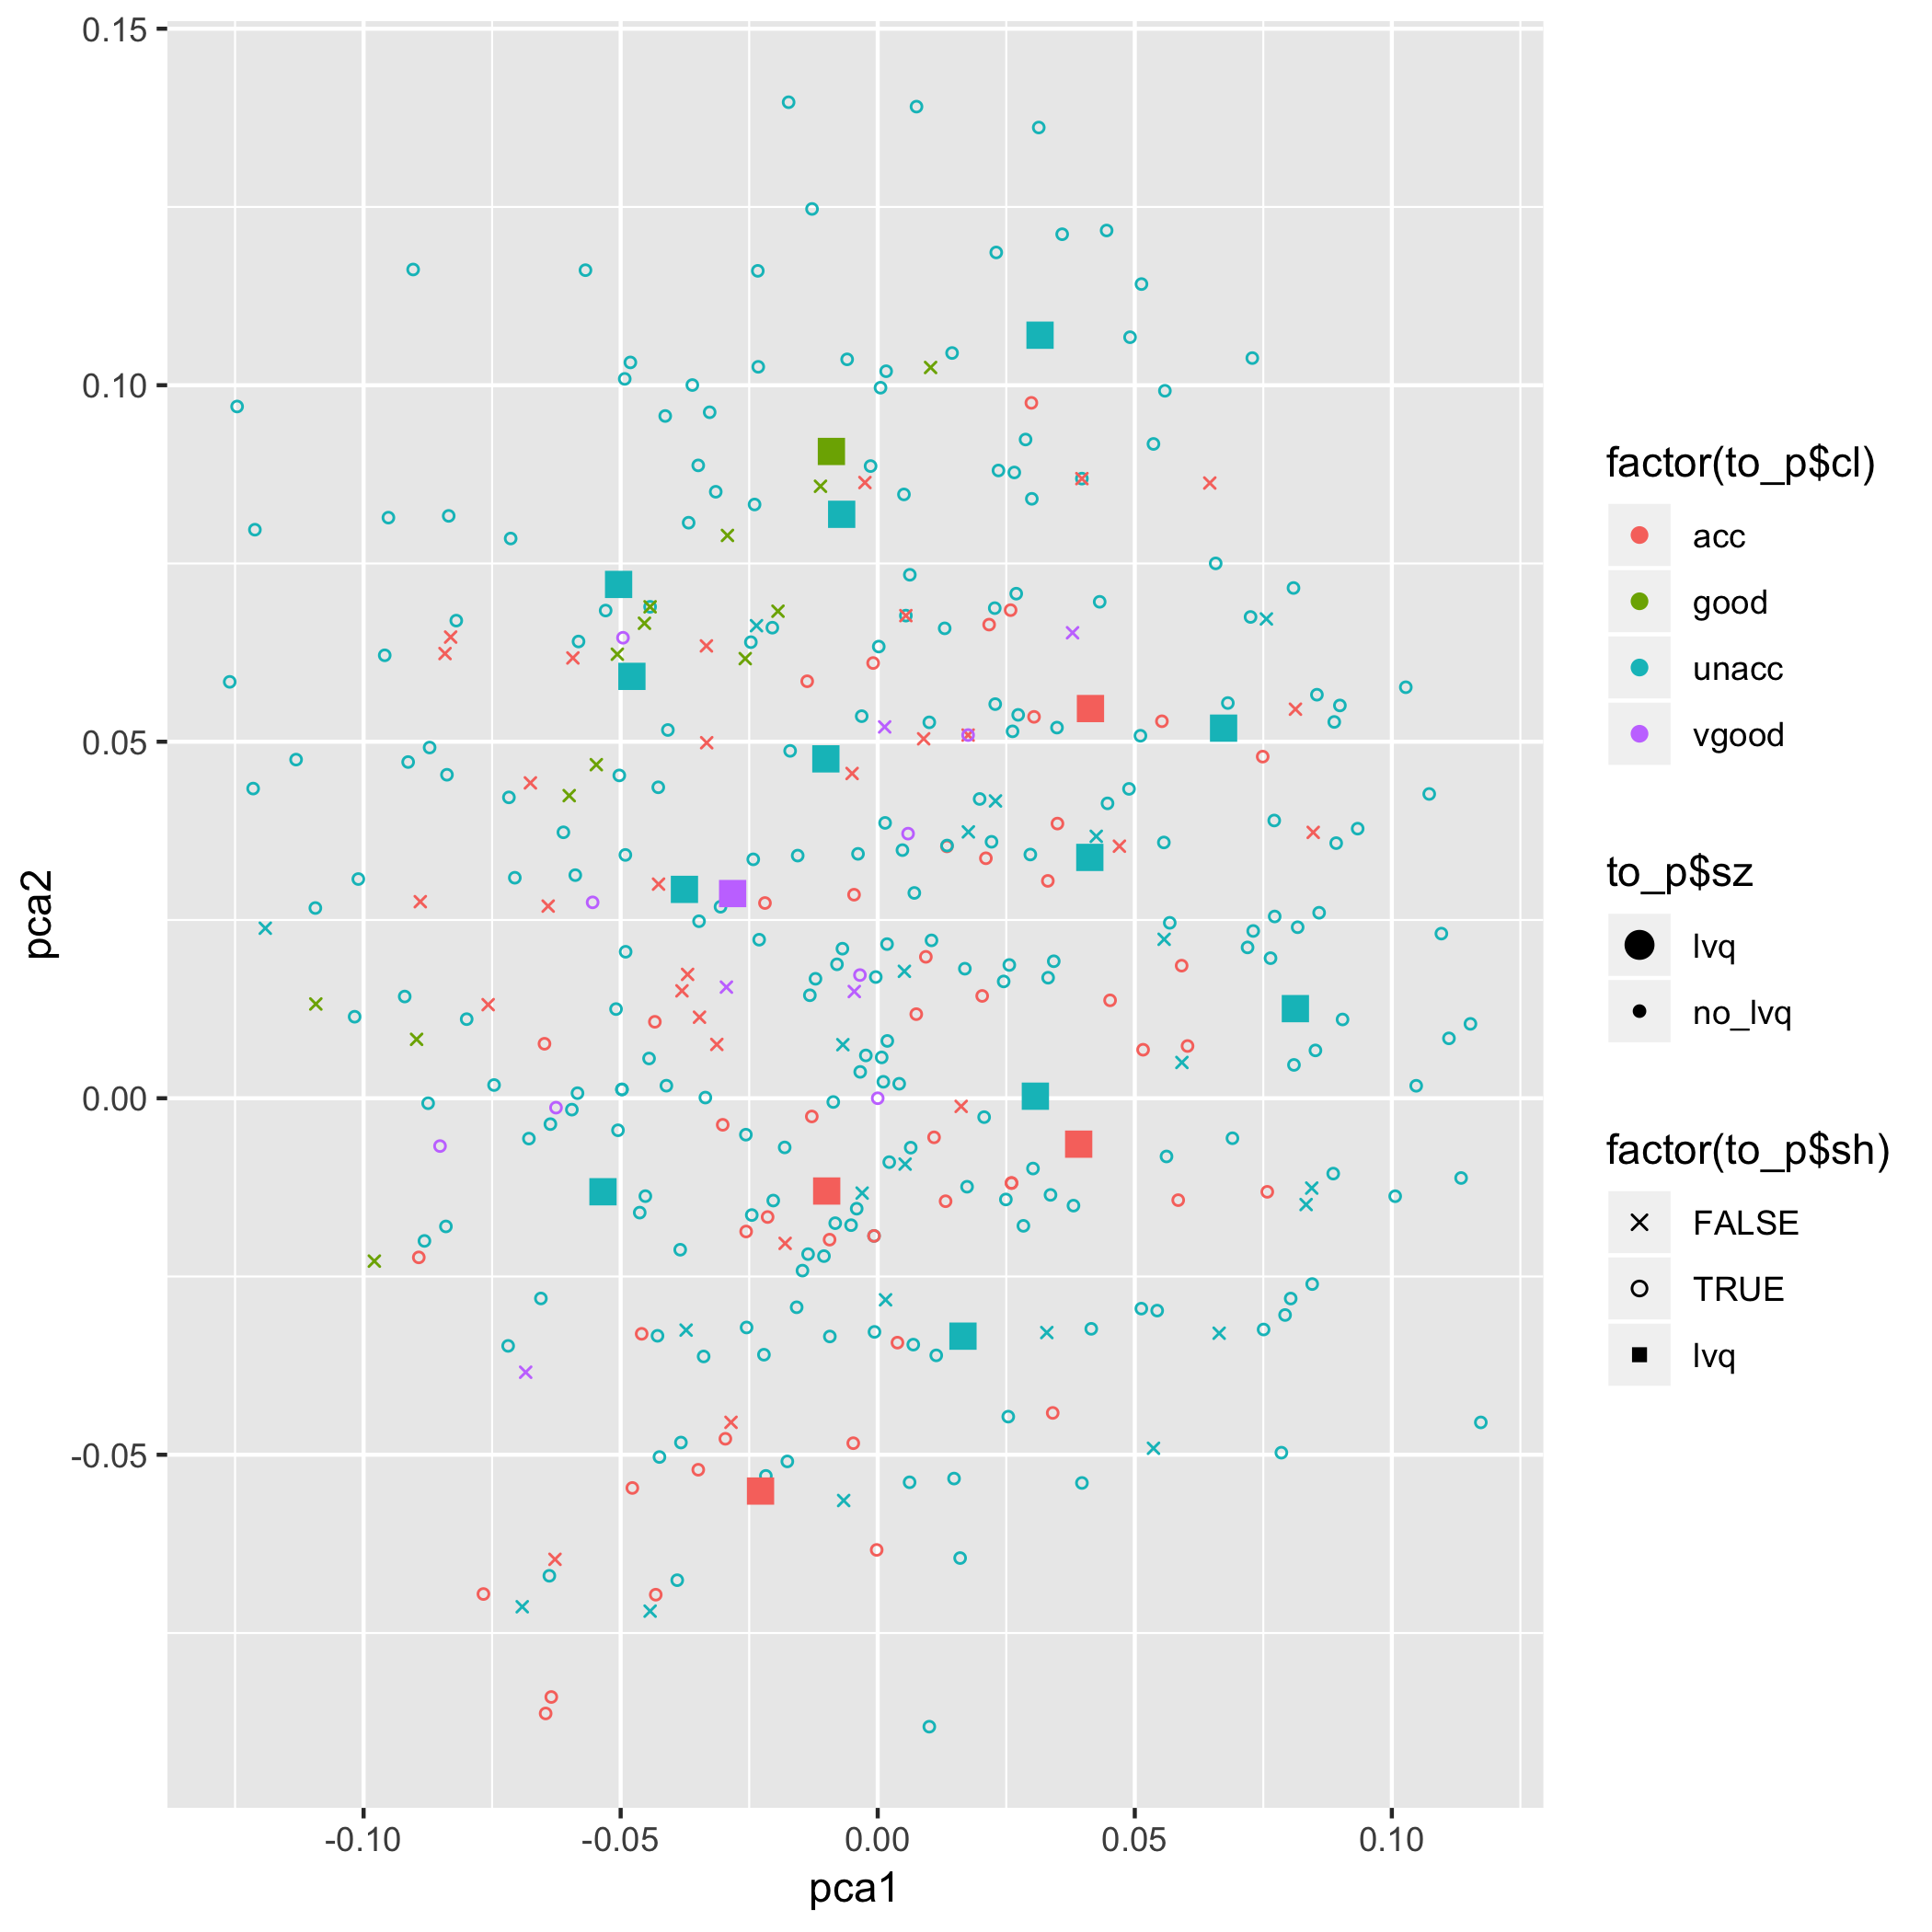 0.15
0.10
0.05
0.00
-0.05
pca2
-0.10
-0.05
0.00
0.05
0.10
pca1
factor(to_p$cl)
acc
good
unacc
vgood
to_p$sz
lvq
no_lvq
factor(to_p$sh)
FALSE
TRUE
lvq